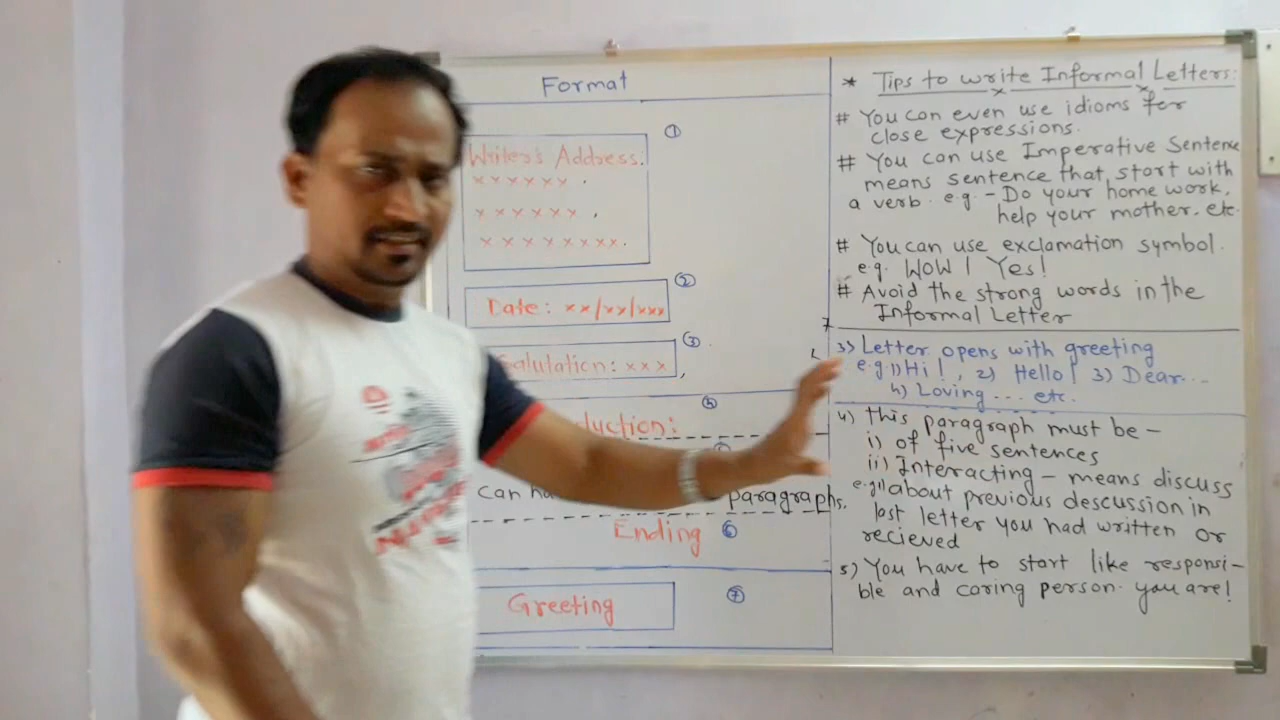 Format
①
Writer's Address.
xxxxxx .
xxxxxx .
xxxxxxxx.
②
Date: xx/xx/xxx
③
Salutation: xxx ,
④
duction:
can ha
paragraphs.
Ending ⑥
⑦
Greeting
* Tips to write Informal Letters:
# You can even use idioms for
close expressions.
# You can use Imperative Sentence
means sentence that start with
a verb. e.g. - Do your home work,
help your mother. etc.
# You can use exclamation symbol.
e.g. WOW! Yes!
# Avoid the strong words in the
Informal Letter
3) Letter opens with greeting
e.g 1) Hi!, 2) Hello! 3) Dear...
4) Loving .... etc.
4) this paragraph must be -
i) of five sentences
ii) Interacting - means discuss
e.g.1) about previous descussion in
last letter you had written or
recieved
5) You have to start like responsi-
ble and caring person. you are!